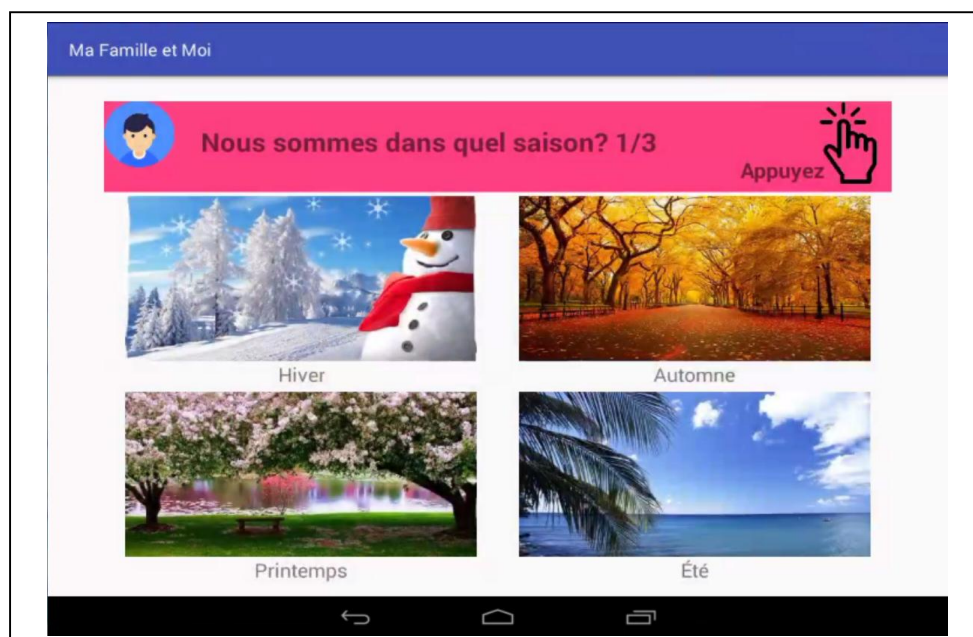 Ma Famille et Moi
Nous sommes dans quel saison? 1/3
Appuyez
Hiver
Automne
Printemps
Été